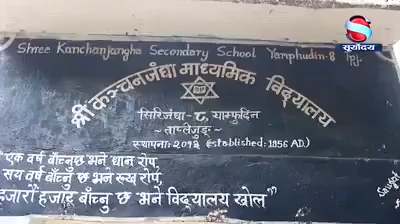 सूर्योदय
Shree Kanchanjangha Secondary School Yamphudin-8 Tpj.
श्री कञ्चनजंघा माध्यमिक विद्यालय
सिरिजंघा - ८, याम्फुदिन
~ ताप्लेजुङ ~
स्थापना: २०१३ (Established: 1956 AD.)
"एक वर्ष बाँच्नुछ भने धान रोप,
सय वर्ष बाँच्नु छ भने रूख रोप,
हजारौं हजार बाँच्नु छ भने विद्यालय खोल"